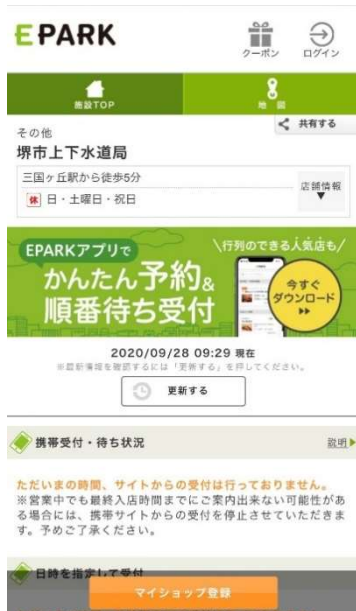 EPARK
クーポン
ログイン
施設TOP
地図
共有する
その他
堺市上下水道局
三国ヶ丘駅から徒歩5分
休 日・土曜日・祝日
店舗情報
▼
EPARKアプリで
かんたん予約&
順番待ち受付
\行列のできる人気店も/
今すぐ
ダウンロード
2020/09/28 09:29 現在
※最新情報を確認するには「更新する」を押してください。
更新する
携帯受付・待ち状況
説明
ただいまの時間、サイトからの受付は行っておりません。
※営業中でも最終入店時間までにご案内出来ない可能性があ
る場合には、携帯サイトからの受付を停止させていただきま
す。予めご了承ください。
日時を指定して受付
マイショップ登録